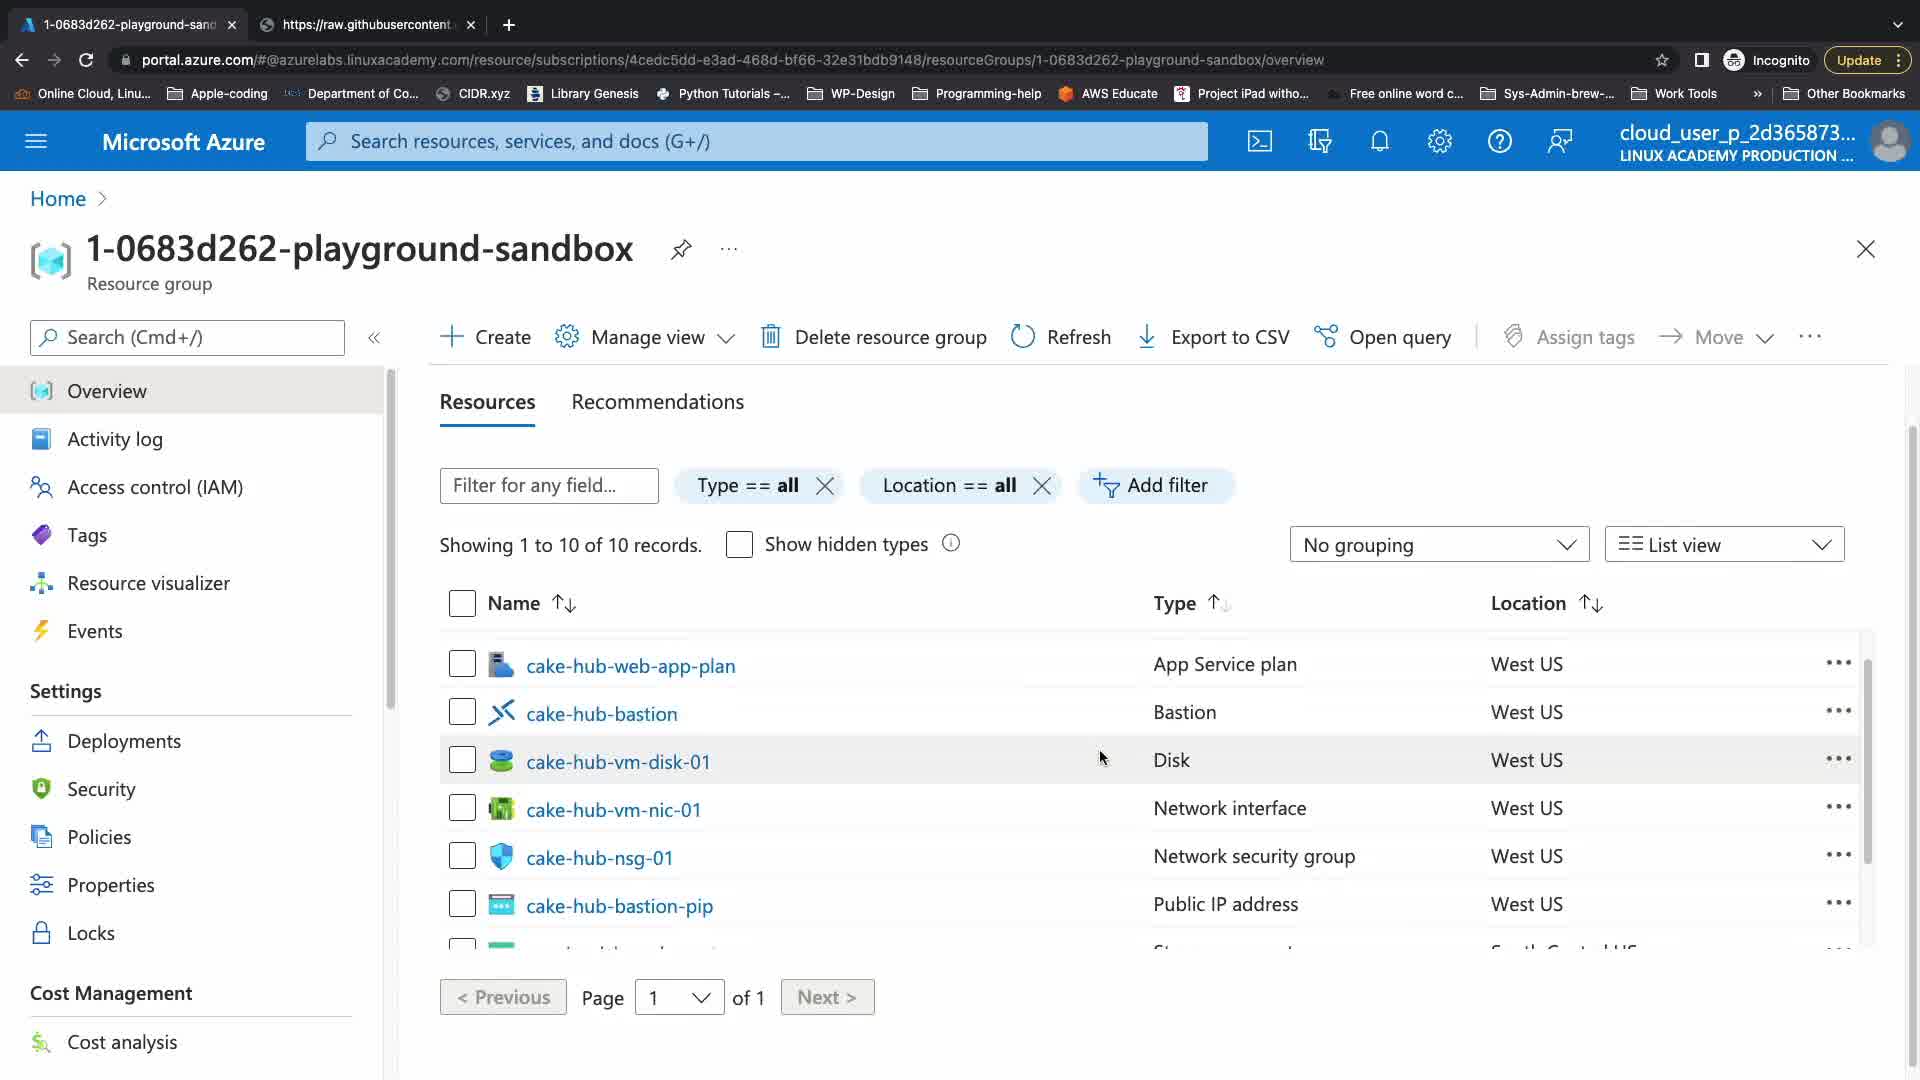 1-0683d262-playground-sand
https://raw.githubusercontent.
portal.azure.com/#@azurelabs.linuxacademy.com/resource/subscriptions/4cedc5dd-e3ad-468d-bf66-32e31bdb9148/resourceGroups/1-0683d262-playground-sandbox/overview
Incognito
Update
Online Cloud, Linu...
Apple-coding
Department of Co...
CIDR.xyz
Library Genesis
Python Tutorials –...
WP-Design
Programming-help
AWS Educate
Project iPad witho...
Free online word c...
Sys-Admin-brew-...
Work Tools
»
Other Bookmarks
Microsoft Azure
Search resources, services, and docs (G+/)
cloud_user_p_2d365873...
LINUX ACADEMY PRODUCTION ...
Home >
1-0683d262-playground-sandbox
...
Resource group
Search (Cmd+/)
«
Create
Manage view
Delete resource group
Refresh
Export to CSV
Open query
Assign tags
Move
...
Overview
Activity log
Access control (IAM)
Tags
Resource visualizer
Events
Settings
Deployments
Security
Policies
Properties
Locks
Cost Management
Cost analysis
Resources
Recommendations
Filter for any field...
Type == all
Location == all
Add filter
Showing 1 to 10 of 10 records.
Show hidden types
No grouping
List view
Name
Type
Location
cake-hub-web-app-plan
App Service plan
West US
...
cake-hub-bastion
Bastion
West US
...
cake-hub-vm-disk-01
Disk
West US
...
cake-hub-vm-nic-01
Network interface
West US
...
cake-hub-nsg-01
Network security group
West US
...
cake-hub-bastion-pip
Public IP address
West US
...
< Previous
Page
1
of 1
Next >